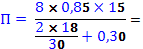 П = (8 × 0,85 × 15) / ((2 × 18) / 30 + 0,30) =